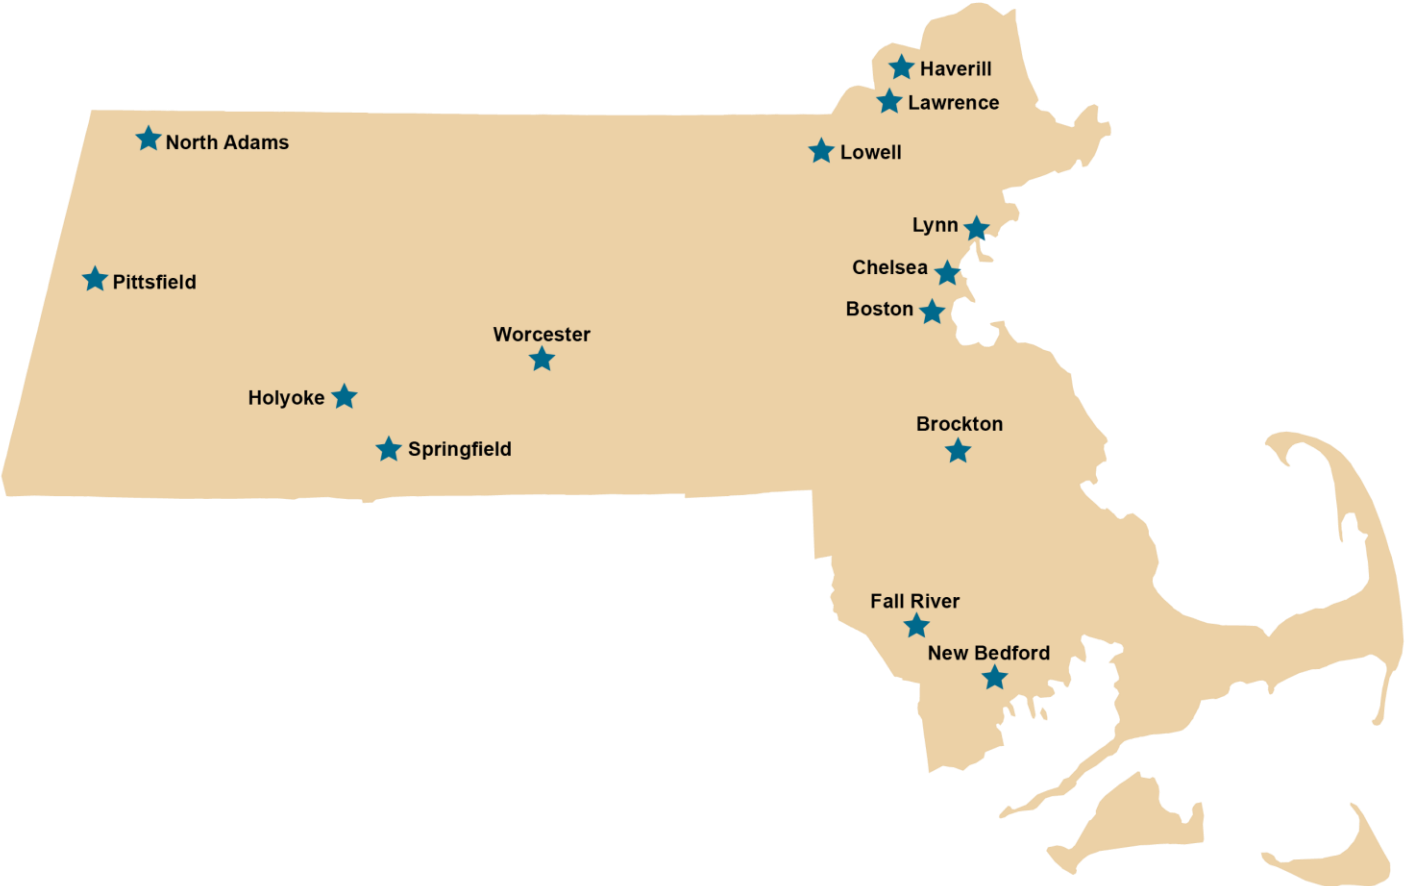 Haverill
Lawrence
North Adams
Lowell
Lynn
Chelsea
Pittsfield
Boston
Worcester
Holyoke
Brockton
Springfield
Fall River
New Bedford